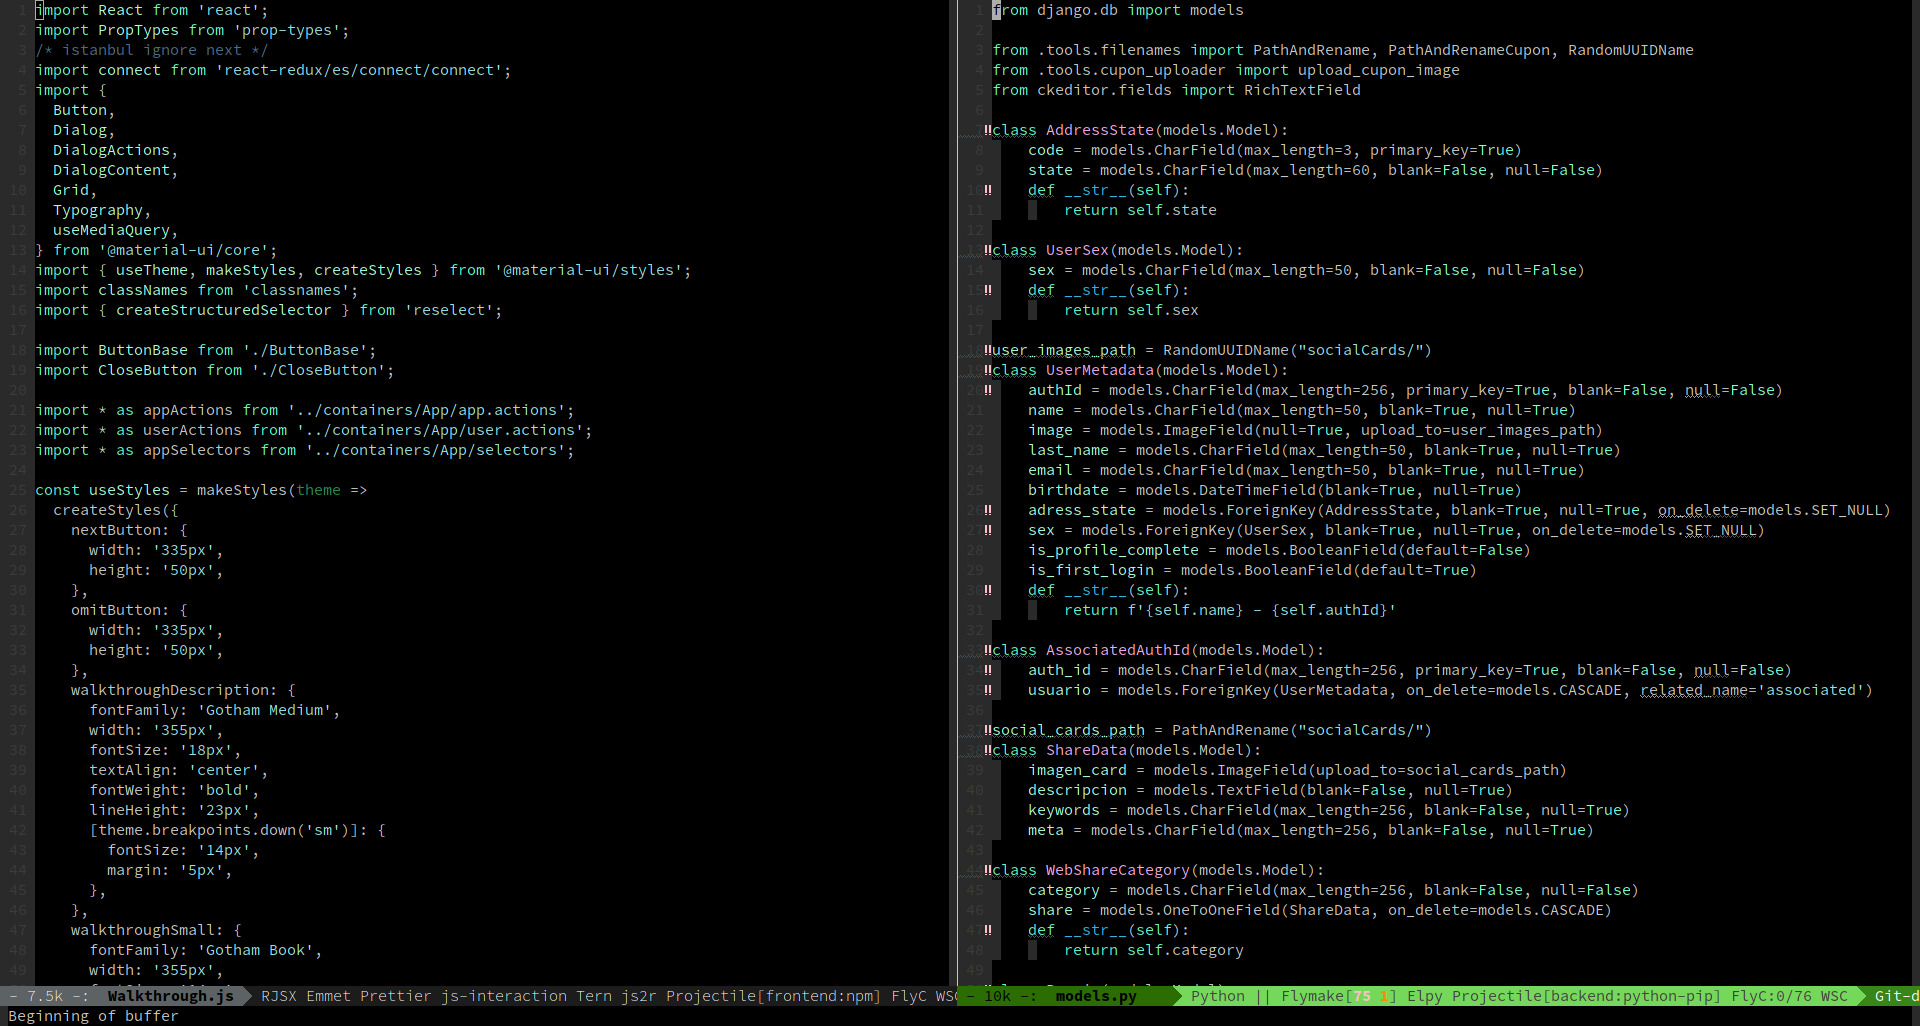 1 import React from 'react';
2 import PropTypes from 'prop-types';
3 /* istanbul ignore next */
4 import connect from 'react-redux/es/connect/connect';
5 import {
6   Button,
7   Dialog,
8   DialogActions,
9   DialogContent,
10   Grid,
11   Typography,
12   useMediaQuery,
13 } from '@material-ui/core';
14 import { useTheme, makeStyles, createStyles } from '@material-ui/styles';
15 import classNames from 'classnames';
16 import { createStructuredSelector } from 'reselect';
17
18 import ButtonBase from './ButtonBase';
19 import CloseButton from './CloseButton';
20
21 import * as appActions from '../containers/App/app.actions';
22 import * as userActions from '../containers/App/user.actions';
23 import * as appSelectors from '../containers/App/selectors';
24
25 const useStyles = makeStyles(theme =>
26   createStyles({
27     nextButton: {
28       width: '335px',
29       height: '50px',
30     },
31     omitButton: {
32       width: '335px',
33       height: '50px',
34     },
35     walkthroughDescription: {
36       fontFamily: 'Gotham Medium',
37       width: '355px',
38       fontSize: '18px',
39       textAlign: 'center',
40       fontWeight: 'bold',
41       lineHeight: '23px',
42       [theme.breakpoints.down('sm')]: {
43         fontSize: '14px',
44         margin: '5px',
45       },
46     },
47     walkthroughSmall: {
48       fontFamily: 'Gotham Book',
49       width: '355px',
- 7.5k -: Walkthrough.js RJSX Emmet Prettier js-interaction Tern js2r Projectile[frontend:npm] FlyC WSC
1 from django.db import models
2
3 from .tools.filenames import PathAndRename, PathAndRenameCupon, RandomUUIDName
4 from .tools.cupon_uploader import upload_cupon_image
5 from ckeditor.fields import RichTextField
6
7‼class AddressState(models.Model):
8     code = models.CharField(max_length=3, primary_key=True)
9     state = models.CharField(max_length=60, blank=False, null=False)
10‼    def __str__(self):
11         return self.state
12
13‼class UserSex(models.Model):
14     sex = models.CharField(max_length=50, blank=False, null=False)
15‼    def __str__(self):
16         return self.sex
17
18‼user_images_path = RandomUUIDName("socialCards/")
19‼class UserMetadata(models.Model):
20‼    authId = models.CharField(max_length=256, primary_key=True, blank=False, null=False)
21     name = models.CharField(max_length=50, blank=True, null=True)
22     image = models.ImageField(null=True, upload_to=user_images_path)
23     last_name = models.CharField(max_length=50, blank=True, null=True)
24     email = models.CharField(max_length=50, blank=True, null=True)
25     birthdate = models.DateTimeField(blank=True, null=True)
26‼    adress_state = models.ForeignKey(AddressState, blank=True, null=True, on_delete=models.SET_NULL)
27‼    sex = models.ForeignKey(UserSex, blank=True, null=True, on_delete=models.SET_NULL)
28     is_profile_complete = models.BooleanField(default=False)
29     is_first_login = models.BooleanField(default=True)
30‼    def __str__(self):
31         return f'{self.name} - {self.authId}'
32
33‼class AssociatedAuthId(models.Model):
34‼    auth_id = models.CharField(max_length=256, primary_key=True, blank=False, null=False)
35‼    usuario = models.ForeignKey(UserMetadata, on_delete=models.CASCADE, related_name='associated')
36
37‼social_cards_path = PathAndRename("socialCards/")
38‼class ShareData(models.Model):
39     imagen_card = models.ImageField(upload_to=social_cards_path)
40     descripcion = models.TextField(blank=False, null=True)
41     keywords = models.CharField(max_length=256, blank=False, null=True)
42     meta = models.CharField(max_length=256, blank=False, null=True)
43
44‼class WebShareCategory(models.Model):
45     category = models.CharField(max_length=256, blank=False, null=False)
46     share = models.OneToOneField(ShareData, on_delete=models.CASCADE)
47‼    def __str__(self):
48         return self.category
49
- 10k -: models.py Python || Flymake[75 1] Elpy Projectile[backend:python-pip] FlyC:0/76 WSC Git-d
Beginning of buffer